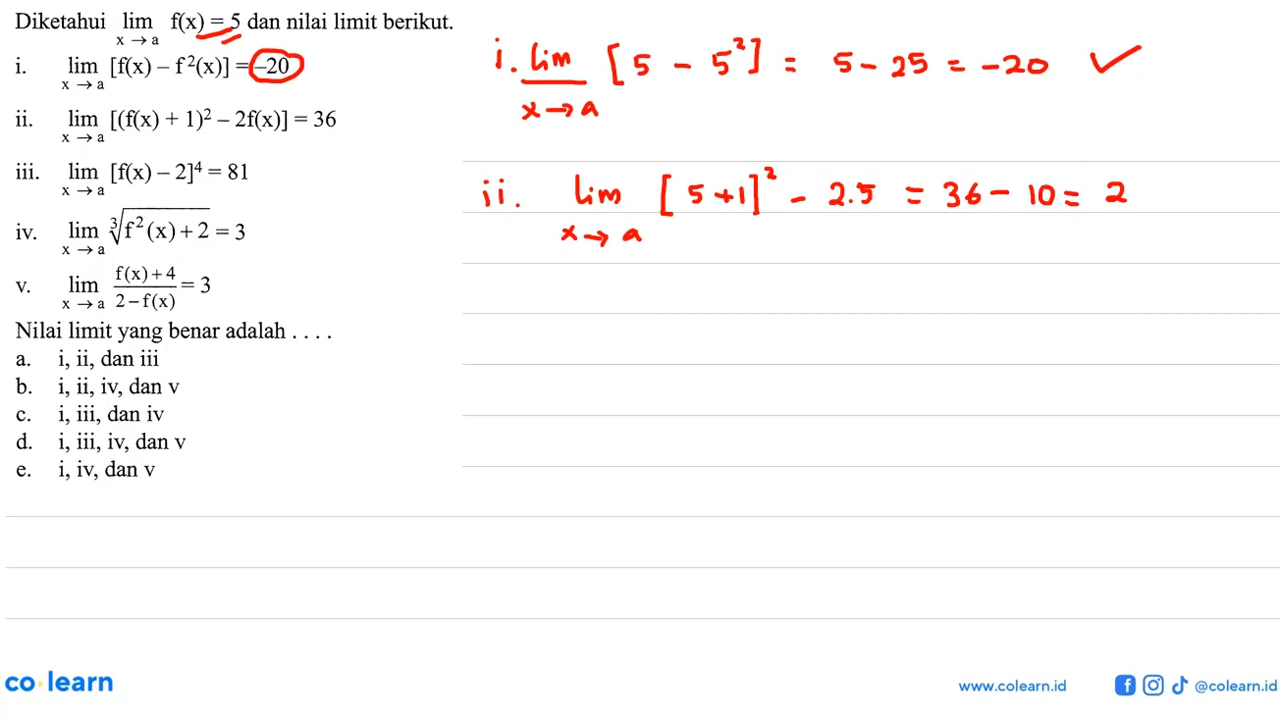 Diketahui lim x → a f(x) = 5 dan nilai limit berikut.
i. lim x → a [f(x) – f²(x)] = –20
ii. lim x → a [(f(x) + 1)² – 2f(x)] = 36
iii. lim x → a [f(x) – 2]⁴ = 81
iv. lim x → a ∛(f²(x) + 2) = 3
v. lim x → a (f(x) + 4)/(2 – f(x)) = 3
Nilai limit yang benar adalah . . . .
a. i, ii, dan iii
b. i, ii, iv, dan v
c. i, iii, dan iv
d. i, iii, iv, dan v
e. i, iv, dan v
i. lim x → a [5 - 5²] = 5 - 25 = -20 ✓
ii. lim x → a [5+1]² - 2.5 = 36 - 10 = 2
co learn
www.colearn.id
@colearn.id